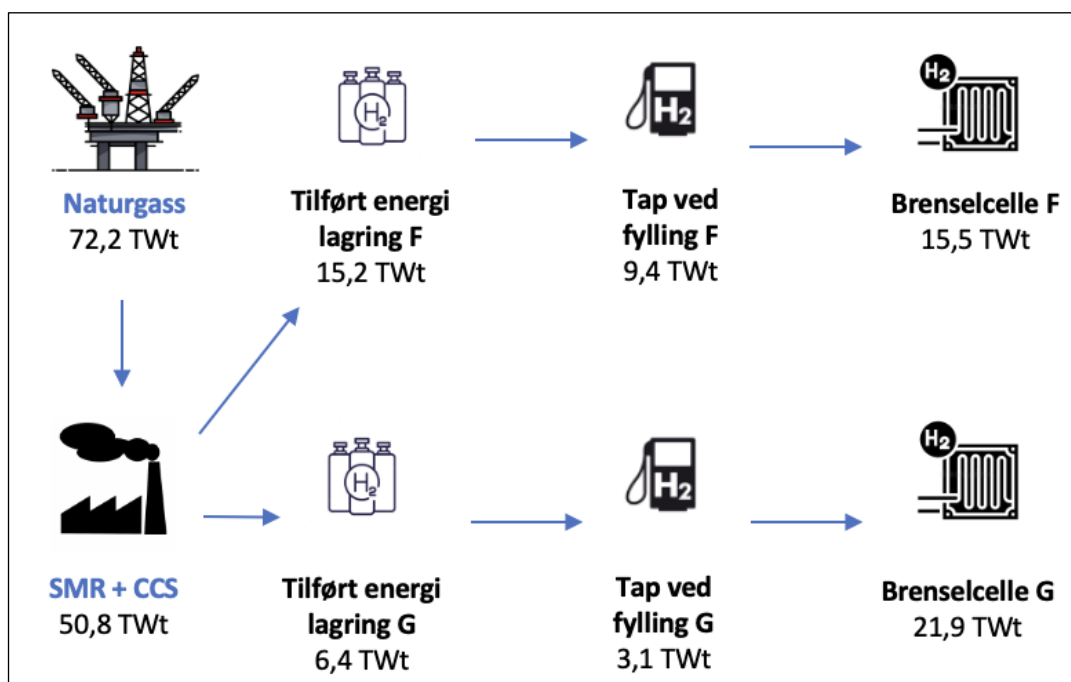 H₂
H₂
H₂
Naturgass
72,2 TWt
Tilført energi
lagring F
15,2 TWt
Tap ved
fylling F
9,4 TWt
Brenselcelle F
15,5 TWt
H₂
H₂
H₂
SMR + CCS
50,8 TWt
Tilført energi
lagring G
6,4 TWt
Tap ved
fylling G
3,1 TWt
Brenselcelle G
21,9 TWt